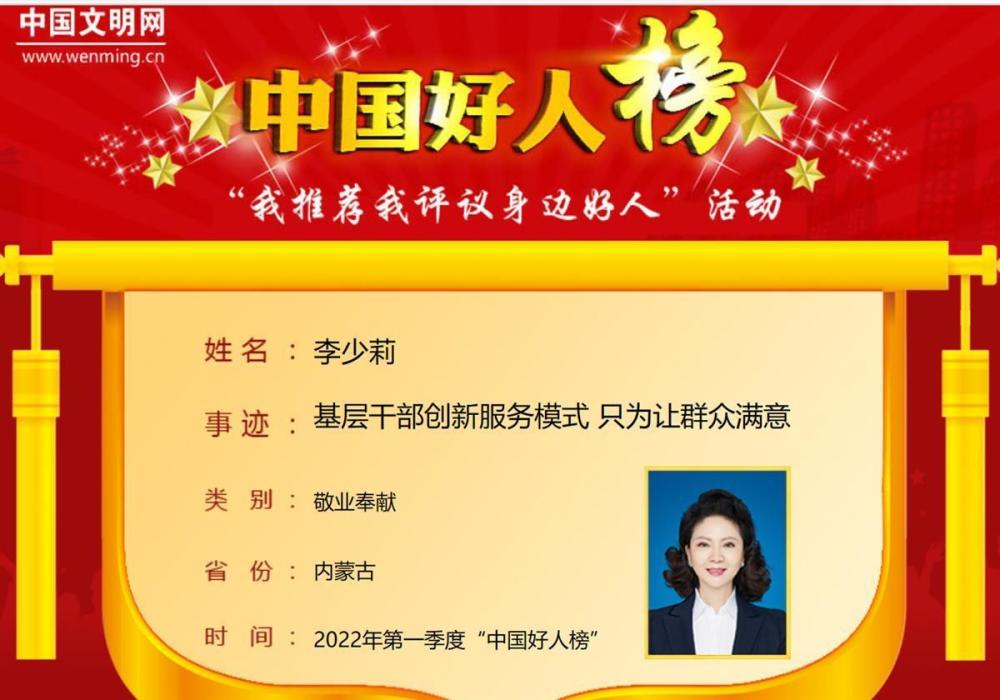 中国文明网
www.wenming.cn
中国好人榜
“我推荐我评议身边好人”活动
姓名：李少莉
事迹：基层干部创新服务模式 只为让群众满意
类别：敬业奉献
省份：内蒙古
时间：2022年第一季度“中国好人榜”